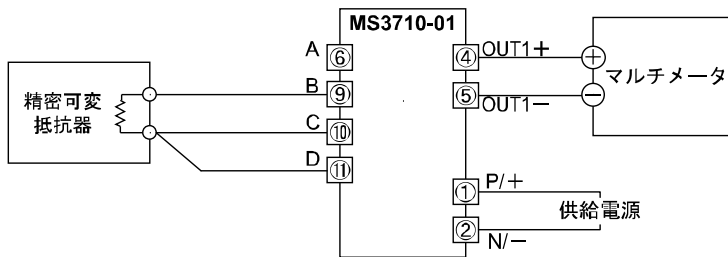 MS3710-01
A ⑥
④ OUT1+
マルチメータ
+
−
B ⑨
⑤ OUT1−
精密可変
抵抗器
C ⑩
D ⑪
① P/+
供給電源
② N/−